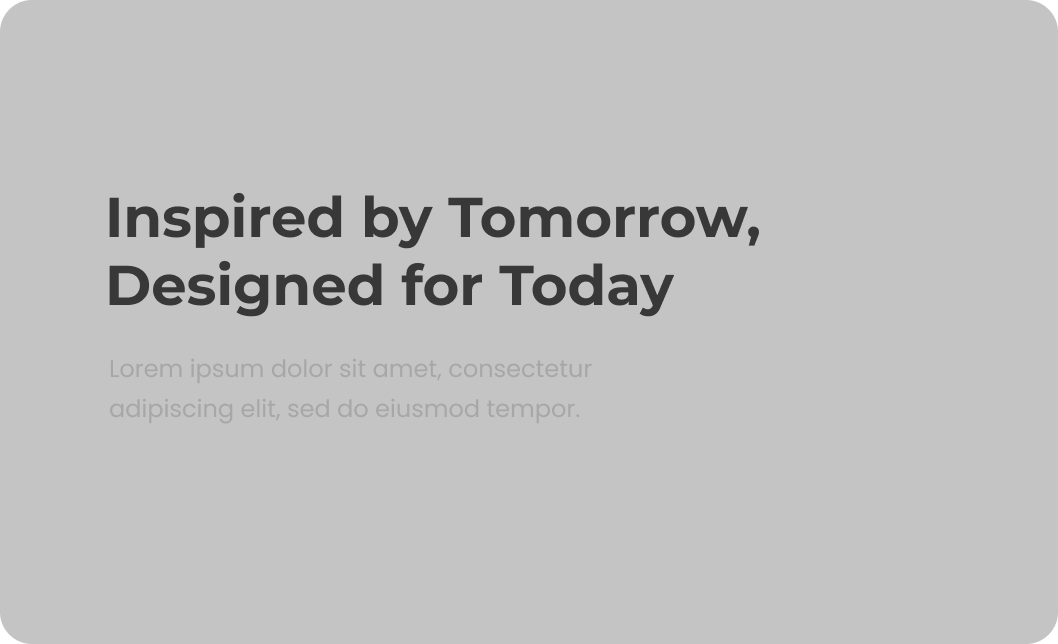 Inspired by Tomorrow,
Designed for Today
Lorem ipsum dolor sit amet, consectetur
adipiscing elit, sed do eiusmod tempor.